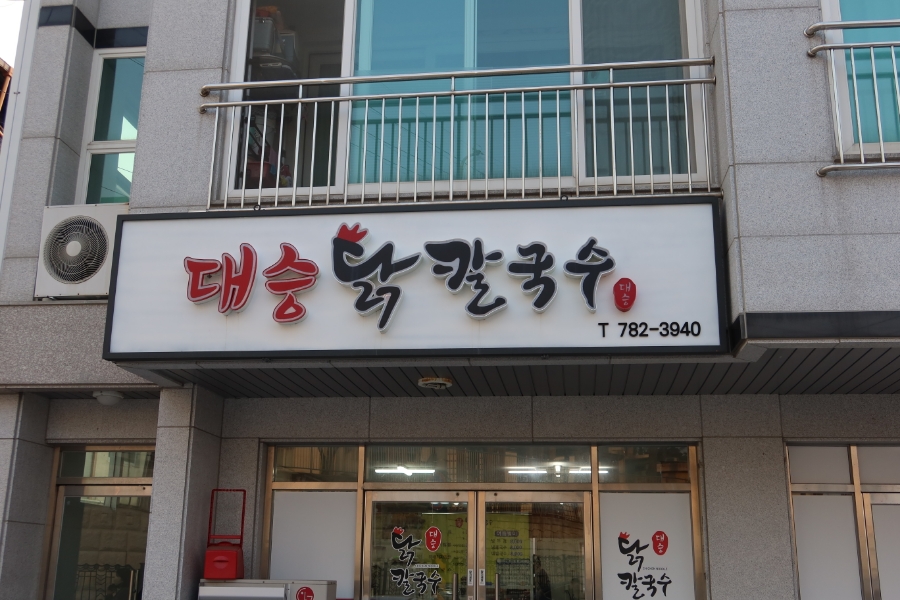 대승 닭 칼국수
대승
T 782-3940
닭 대승
칼국수
닭 대승
칼국수